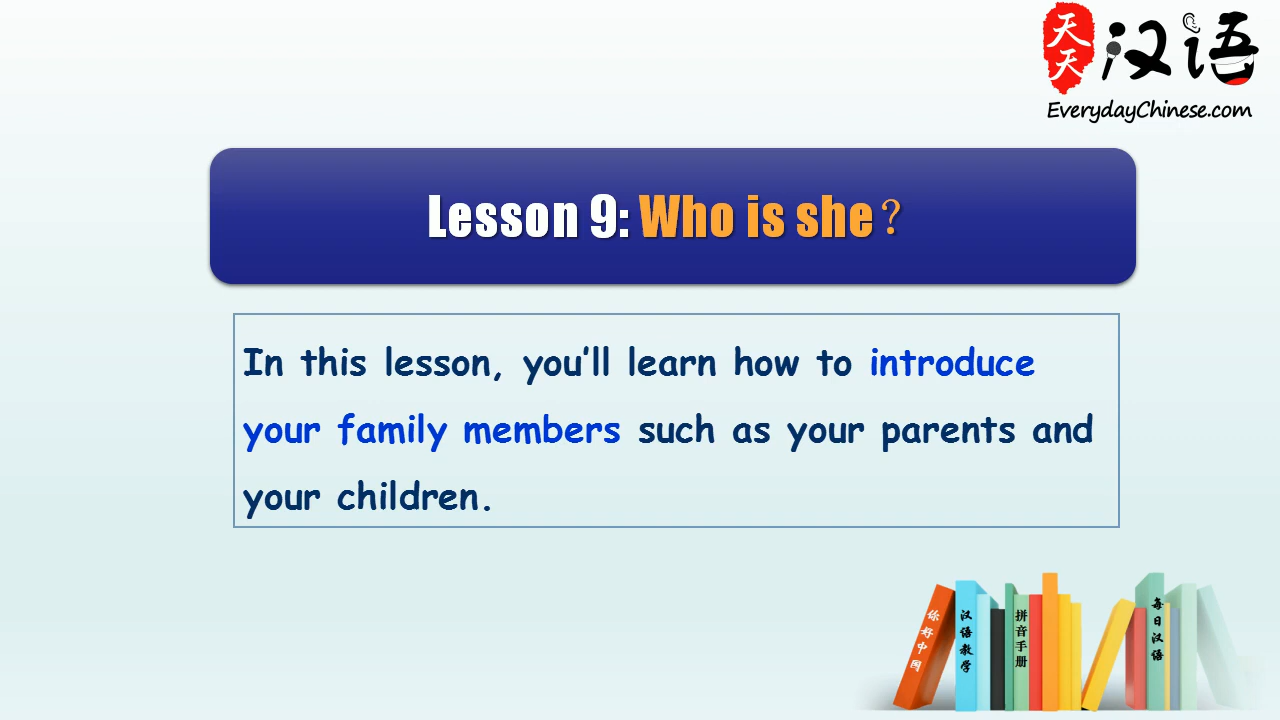 天天 汉语
EverydayChinese.com
Lesson 9: Who is she？
In this lesson, you’ll learn how to introduce
your family members such as your parents and
your children.
你好中国
汉语教学
拼音手册
每日汉语